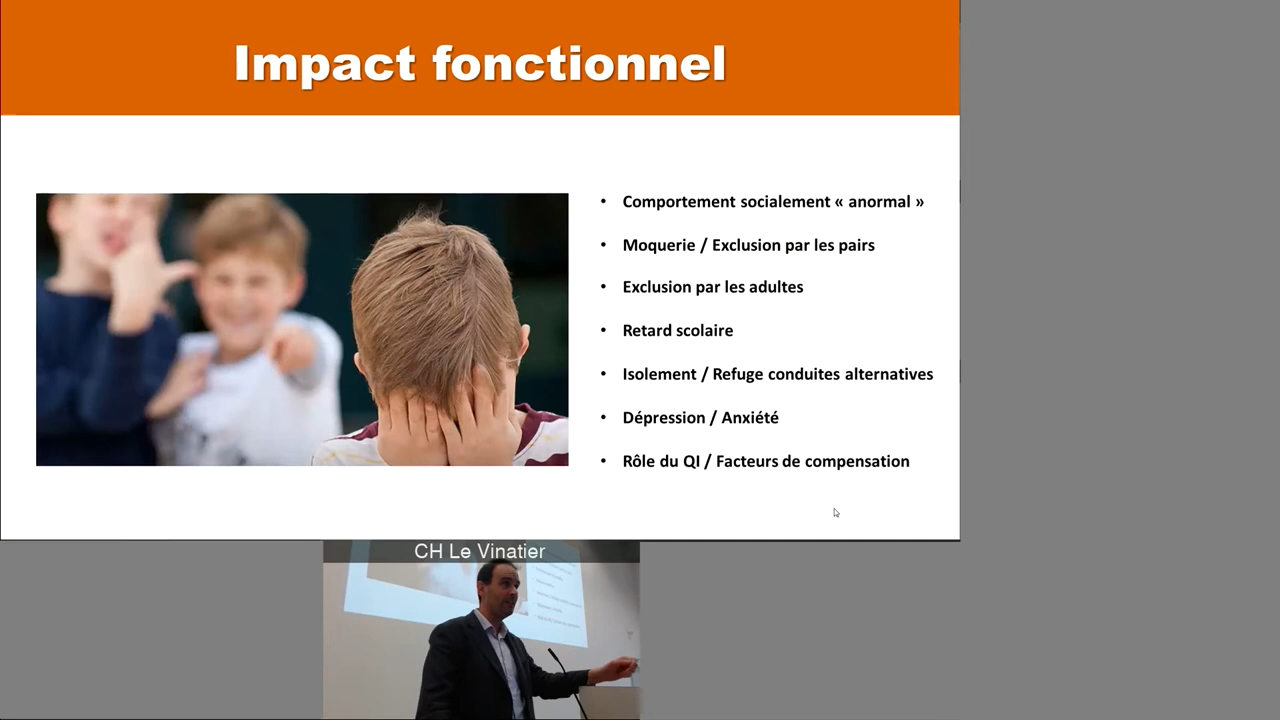 Impact fonctionnel
• Comportement socialement « anormal »
• Moquerie / Exclusion par les pairs
• Exclusion par les adultes
• Retard scolaire
• Isolement / Refuge conduites alternatives
• Dépression / Anxiété
• Rôle du QI / Facteurs de compensation
CH Le Vinatier